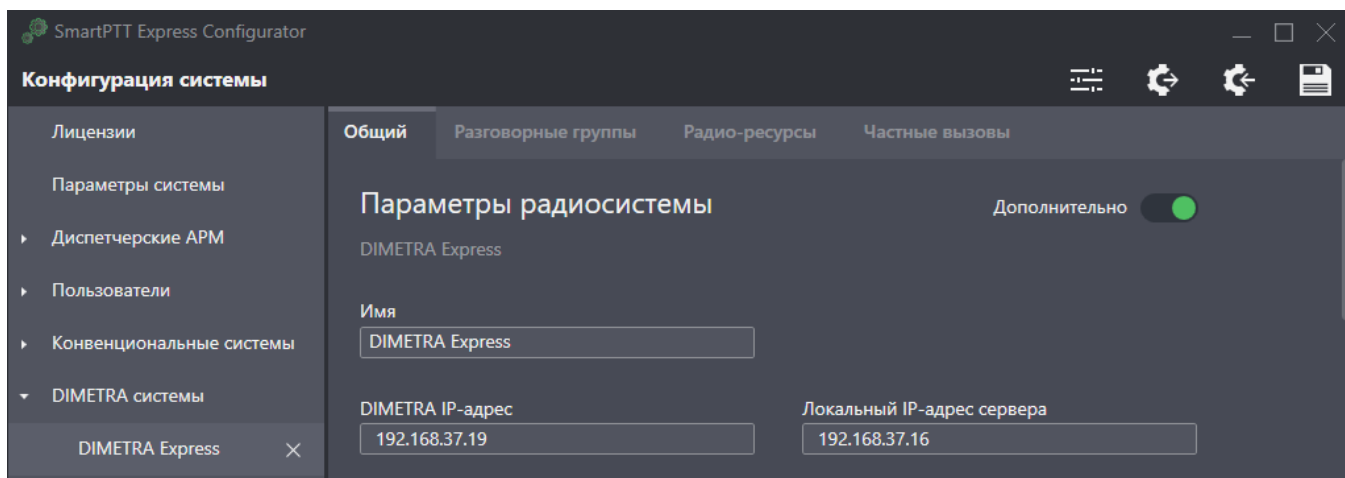 SmartPTT Express Configurator
Конфигурация системы
Лицензии
Параметры системы
Диспетчерские АРМ
Пользователи
Конвенциональные системы
DIMETRA системы
DIMETRA Express
Общий Разговорные группы Радио-ресурсы Частные вызовы
Параметры радиосистемы Дополнительно
DIMETRA Express
Имя
DIMETRA Express
DIMETRA IP-адрес Локальный IP-адрес сервера
192.168.37.19 192.168.37.16